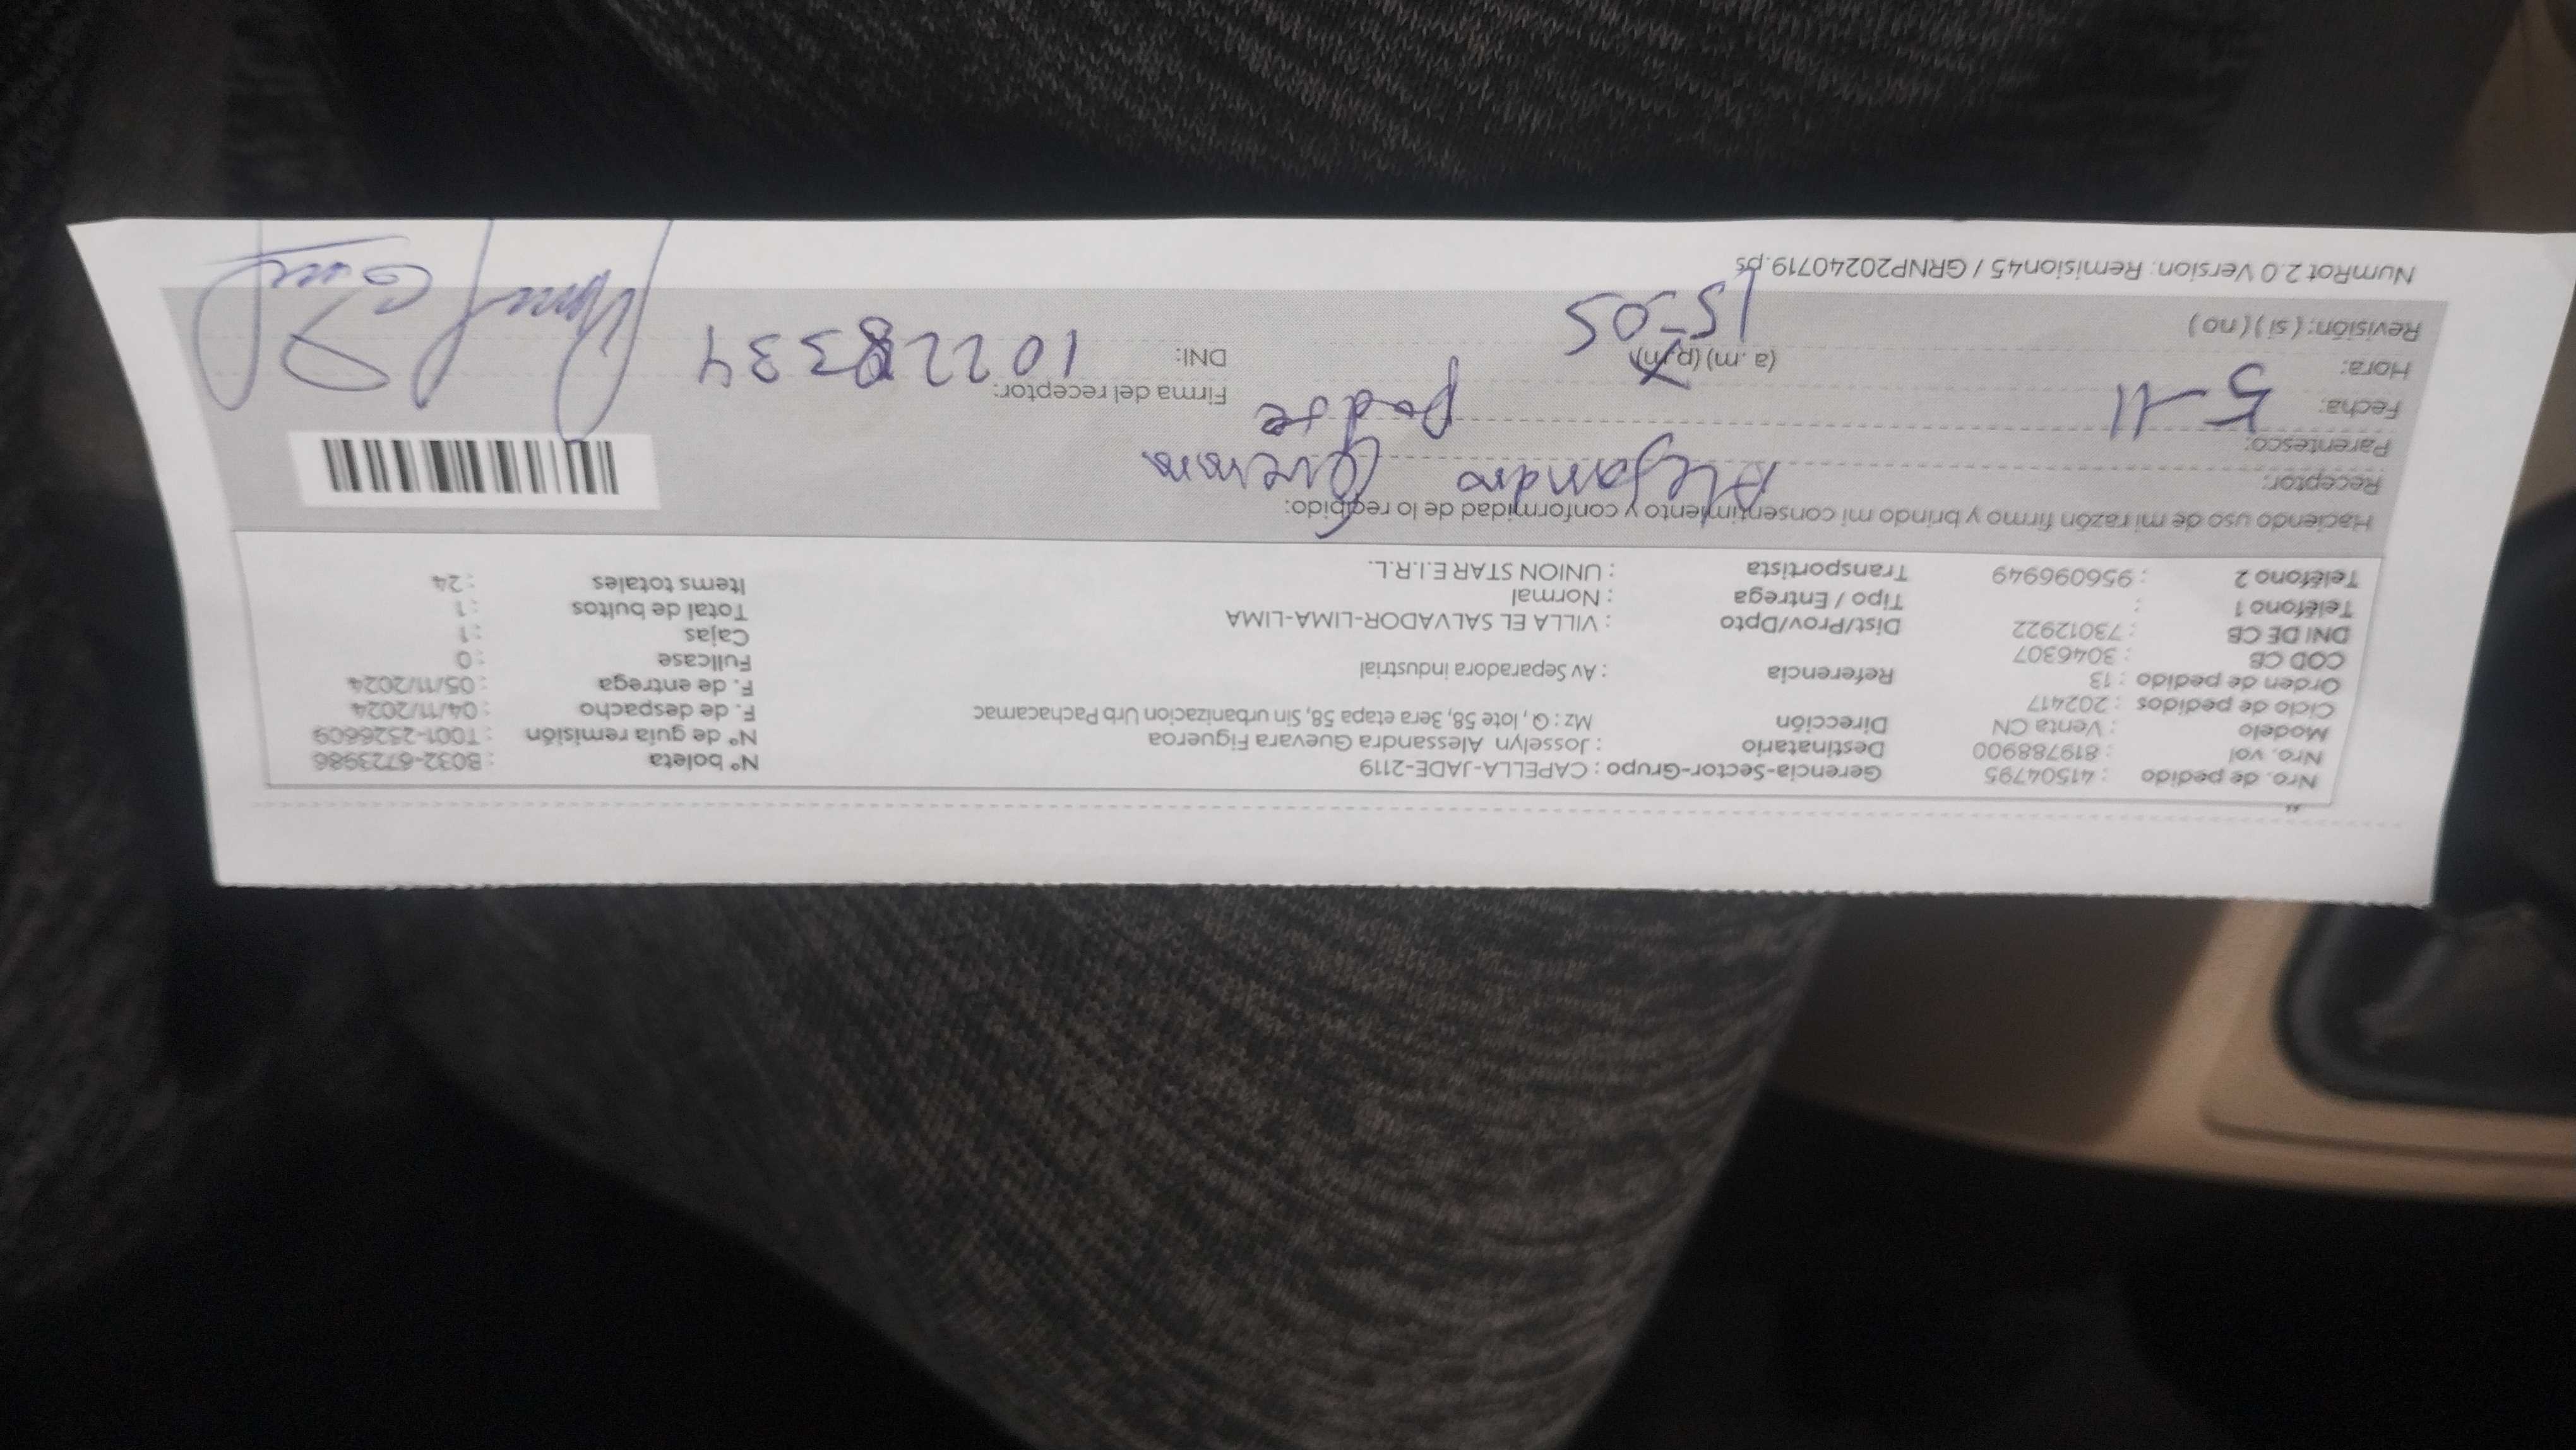 Nro. de pedido : 41504795 Gerencia-Sector-Grupo : CAPELLA-JADE-2119 Nº boleta : B032-6723986
Nro. vol : 819788900 Destinatario : Josselyn Alessandra Guevara Figueroa Nº de guia remisión : T001-2326609
Modelo : Venta CN Dirección Mz : Q , lote 58, 3era etapa 58, Sin urbanizacion Urb Pachacamac F. de despacho : 04/11/2024
Ciclo de pedidos : 202417 F. de entrega : 05/11/2024
Orden de pedido : 13 Referencia : Av Separadora industrial Fullcase : 0
COD CB : 3046307 Cajas : 1
DNI DE CB : 73012922 Dist/Prov/Dpto : VILLA EL SALVADOR-LIMA-LIMA Total de bultos : 1
Teléfono 1 : Tipo / Entrega : Normal Items totales : 24
Teléfono 2 : 956096949 Transportista : UNION STAR E.I.R.L.
Haciendo uso de mi razón firmo y brindo mi consentimiento y conformidad de lo recibido:
Receptor: Alejandro Guevara
Parentesco: padre
Fecha: 5-11 Firma del receptor:
Hora: 15-05 (a. m) (p. m) DNI: 10228334
Revisión: ( si ) ( no )
NumRot 2.0 Version: Remision45 / GRNP20240719.ps